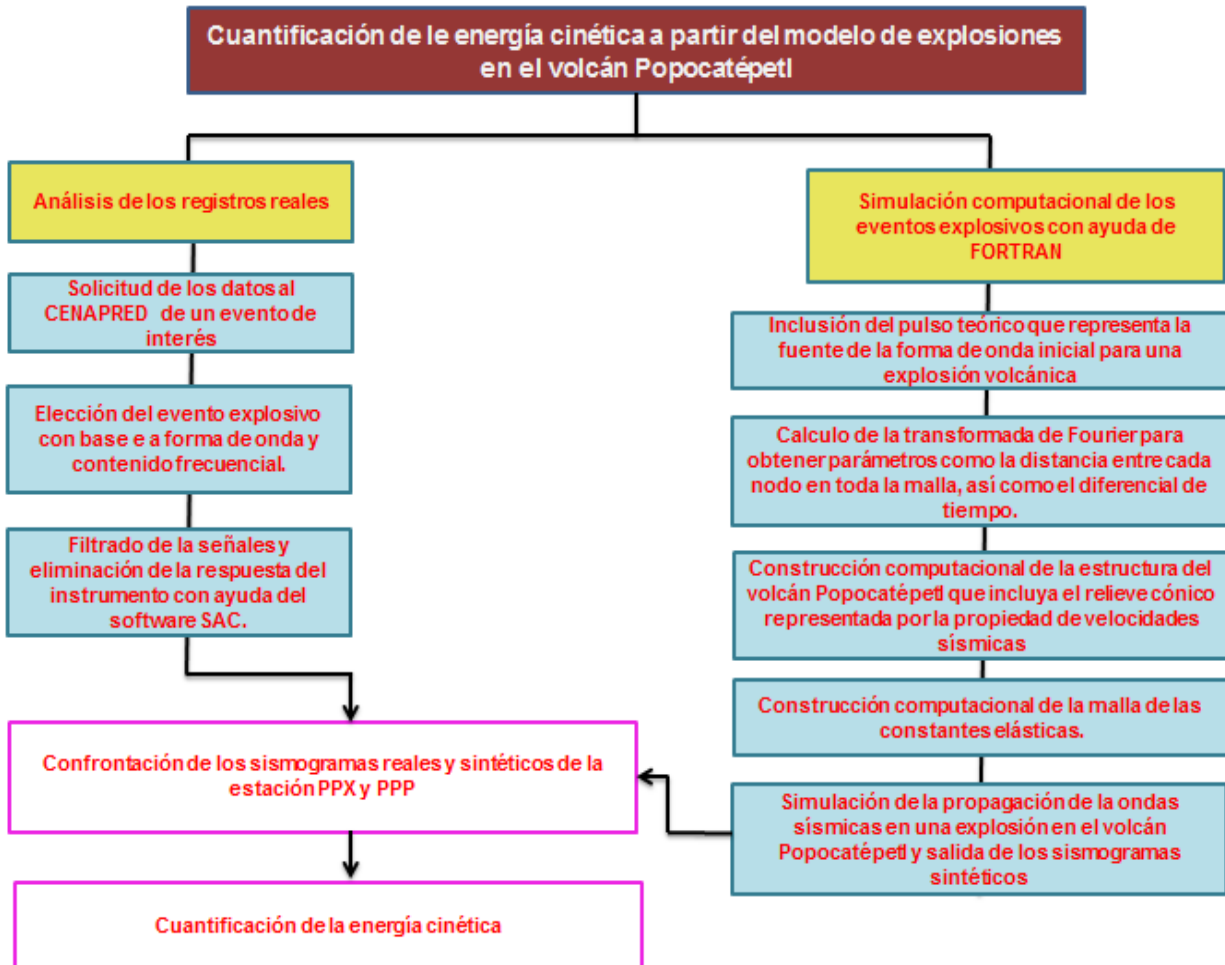 Cuantificación de le energía cinética a partir del modelo de explosiones
en el volcán Popocatépetl
Análisis de los registros reales
Solicitud de los datos al
CENAPRED de un evento de
interés
Elección del evento explosivo
con base e a forma de onda y
contenido frecuencial.
Filtrado de la señales y
eliminación de la respuesta del
instrumento con ayuda del
software SAC.
Simulación computacional de los
eventos explosivos con ayuda de
FORTRAN
Inclusión del pulso teórico que representa la
fuente de la forma de onda inicial para una
explosión volcánica
Calculo de la transformada de Fourier para
obtener parámetros como la distancia entre cada
nodo en toda la malla, así como el diferencial de
tiempo.
Construcción computacional de la estructura del
volcán Popocatépetl que incluya el relieve cónico
representada por la propiedad de velocidades
sísmicas
Construcción computacional de la malla de las
constantes elásticas.
Simulación de la propagación de la ondas
sísmicas en una explosión en el volcán
Popocatépetl y salida de los sismogramas
sintéticos
Confrontación de los sismogramas reales y sintéticos de la
estación PPX y PPP
Cuantificación de la energía cinética